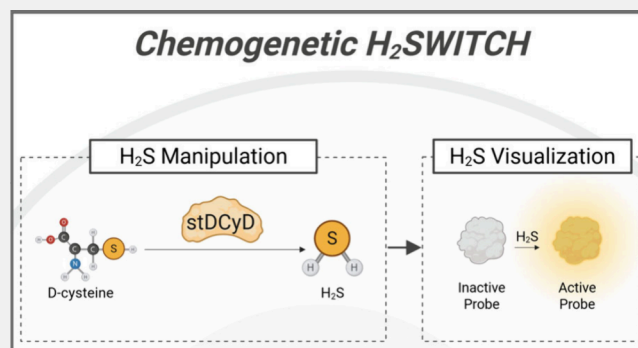 Chemogenetic H₂SWITCH
H₂S Manipulation
H₂S Visualization
stDCyD
O
H O C C S H
N H H
H H
D-cysteine
S
H H
H₂S
H₂S
Inactive
Probe
Active
Probe